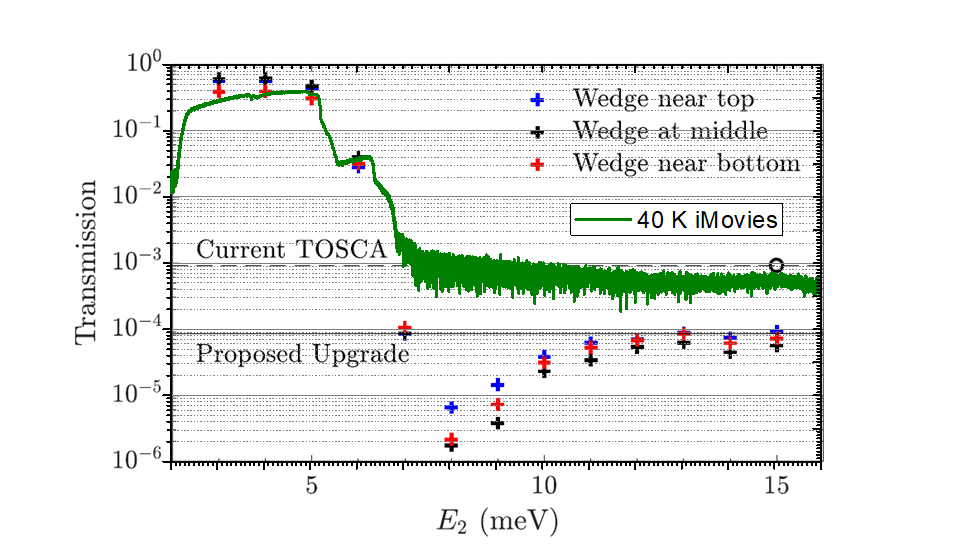 10^0
10^-1
10^-2
10^-3
10^-4
10^-5
10^-6
Transmission
Wedge near top
Wedge at middle
Wedge near bottom
40 K iMovies
Current TOSCA
Proposed Upgrade
5 10 15
E_2 (meV)